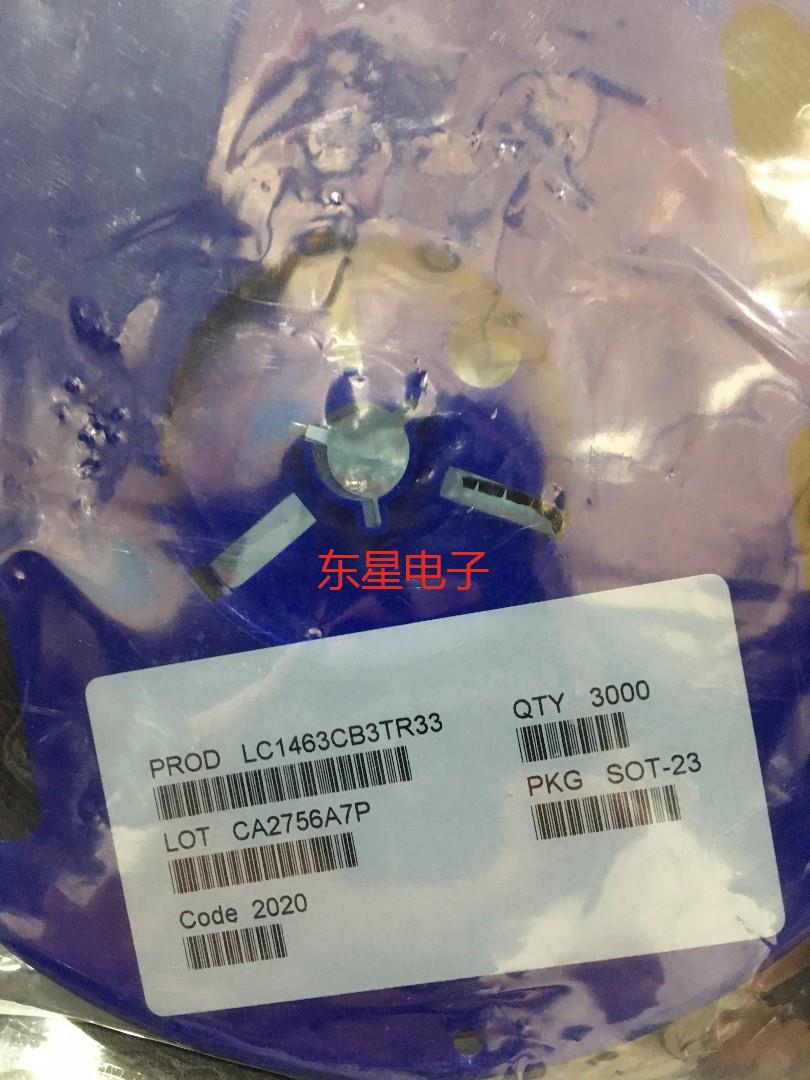 东星电子
PROD LC1463CB3TR33
QTY 3000
LOT CA2756A7P
PKG SOT-23
Code 2020